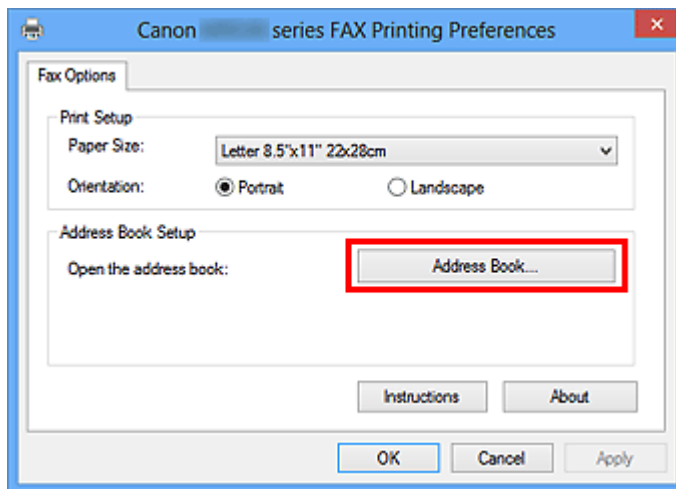 Canon series FAX Printing Preferences
Fax Options
Print Setup
Paper Size: Letter 8.5"x11" 22x28cm
Orientation: Portrait Landscape
Address Book Setup
Open the address book: Address Book...
Instructions About
OK Cancel Apply